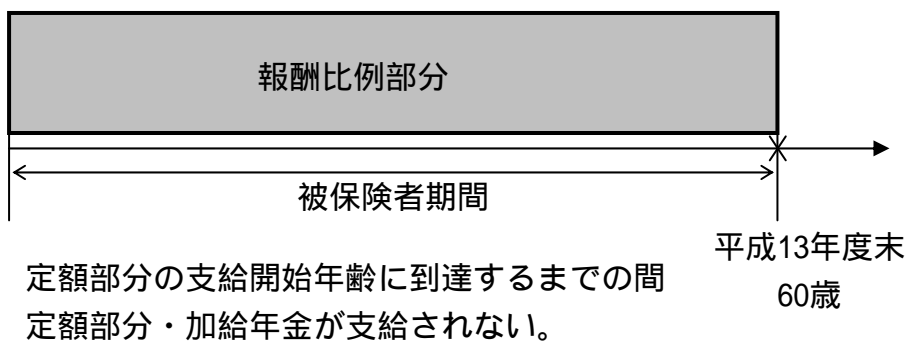 報酬比例部分
被保険者期間
平成13年度末
60歳
定額部分の支給開始年齢に到達するまでの間
定額部分・加給年金が支給されない。